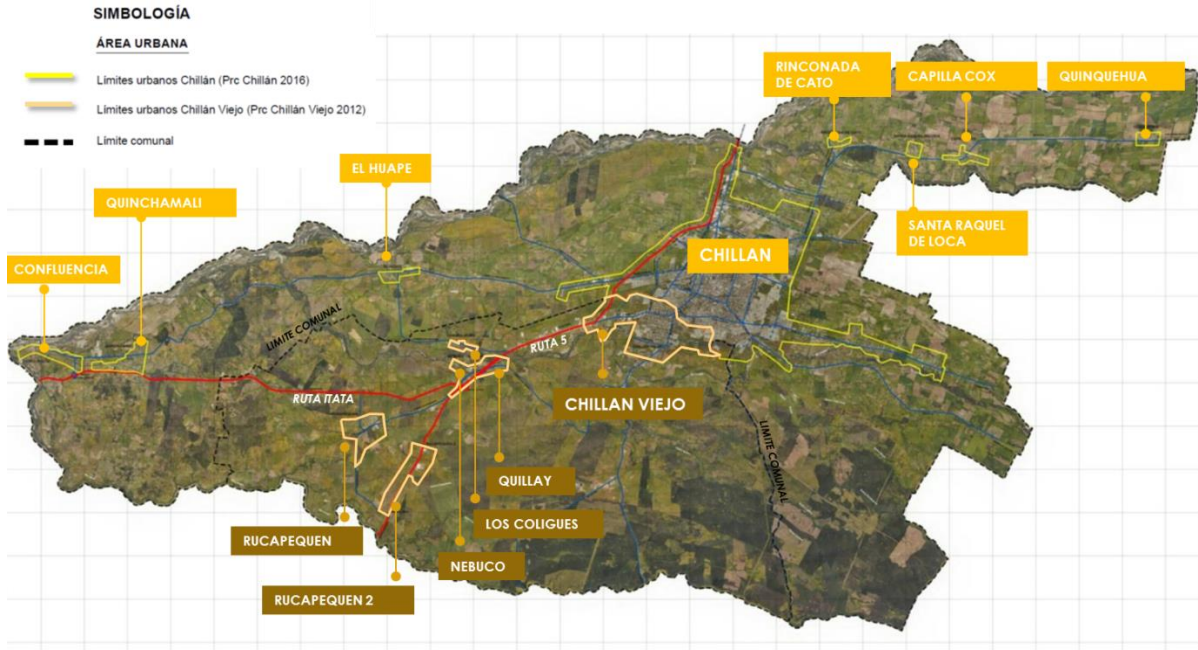 SIMBOLOGÍA
ÁREA URBANA
Límites urbanos Chillán (Prc Chillán 2016)
Límites urbanos Chillán Viejo (Prc Chillán Viejo 2012)
Límite comunal
RINCONADA
DE CATO
CAPILLA COX
QUINQUEHUA
EL HUAPE
QUINCHAMALI
SANTA RAQUEL
DE LOCA
CHILLAN
CONFLUENCIA
LIMITE COMUNAL
RUTA 5
RUTA ITATA
CHILLAN VIEJO
LIMITE COMUNAL
QUILLAY
LOS COLIGUES
RUCAPEQUEN
NEBUCO
RUCAPEQUEN 2